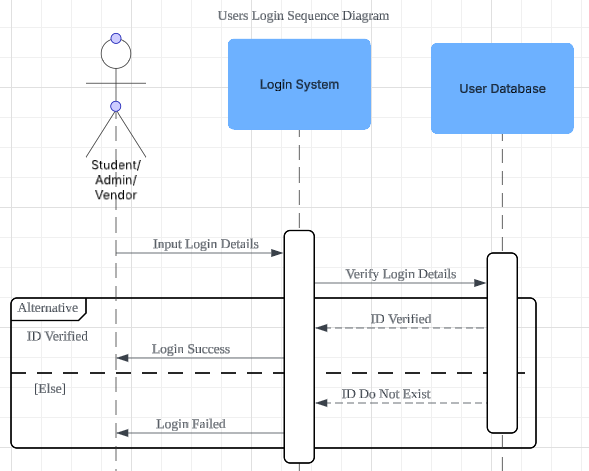 Users Login Sequence Diagram
Login System
User Database
Student/
Admin/
Vendor
Input Login Details
Verify Login Details
Alternative
ID Verified
ID Verified
Login Success
[Else]
ID Do Not Exist
Login Failed